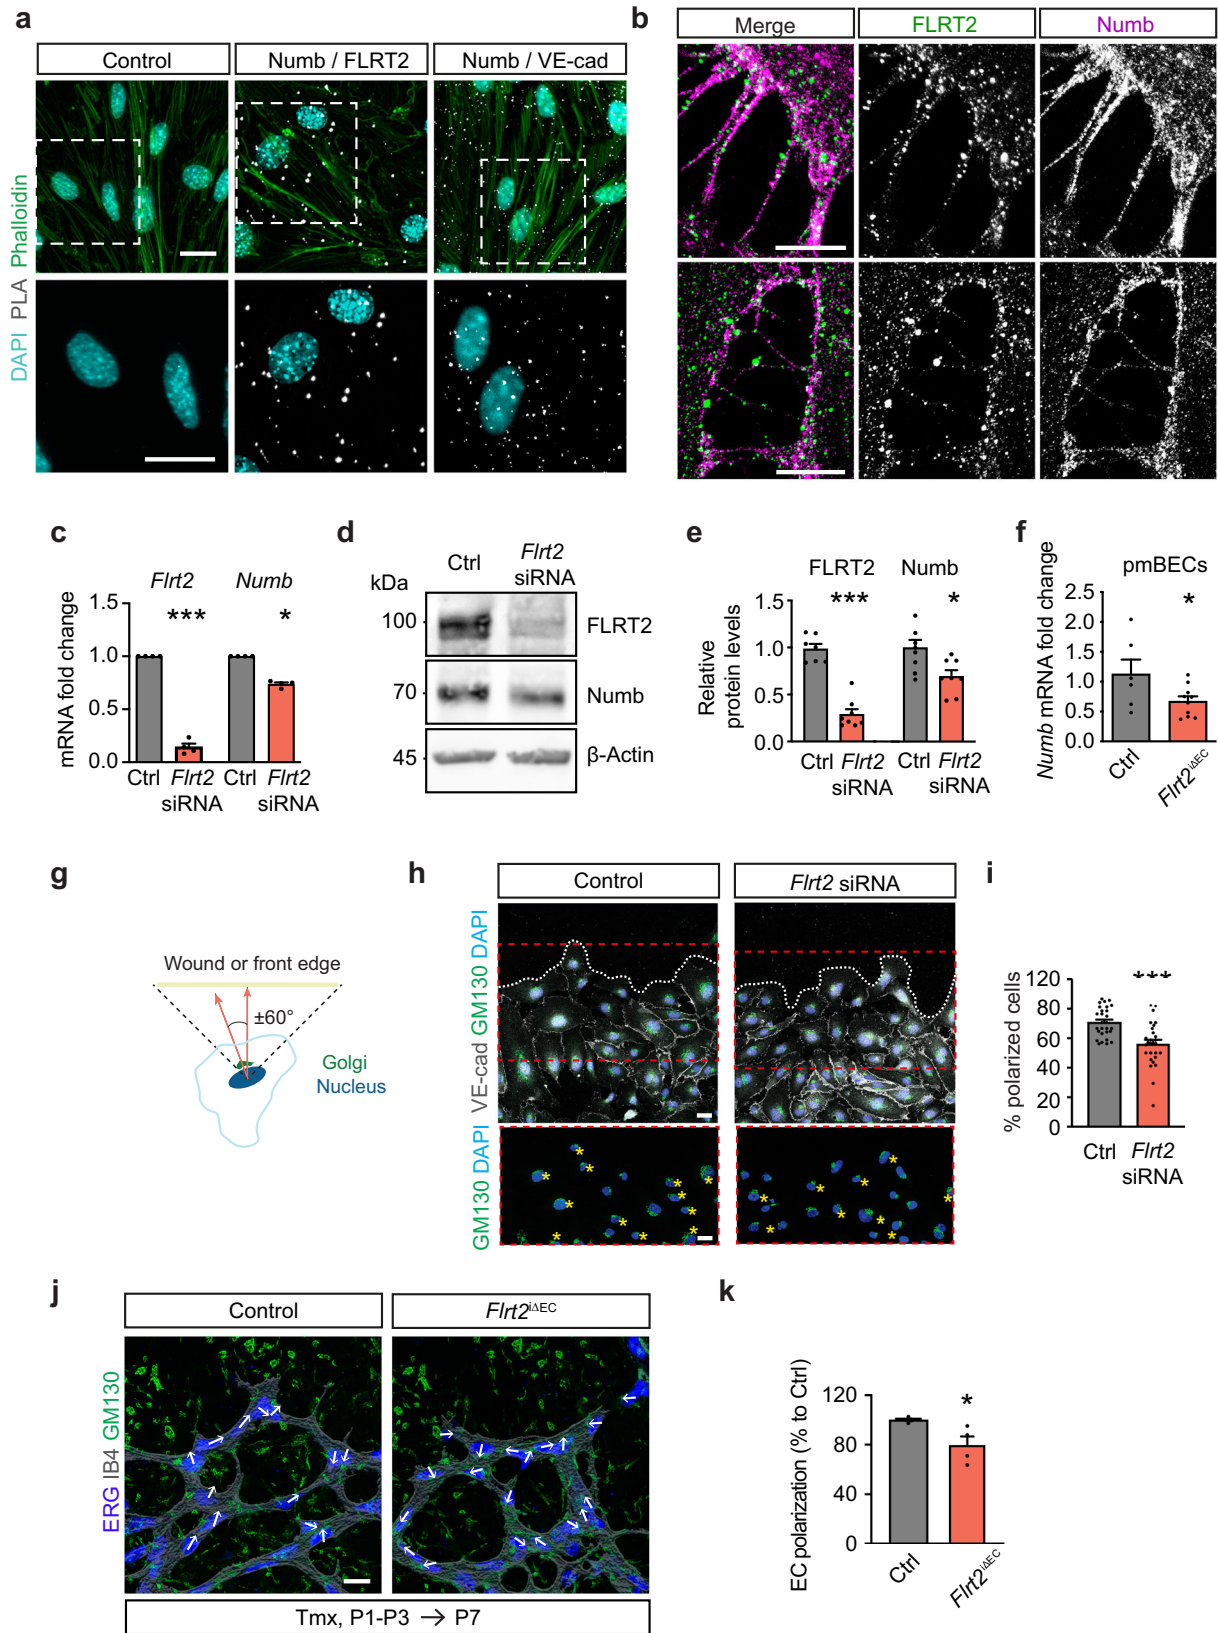 a
Control
Numb / FLRT2
Numb / VE-cad
DAPI PLA Phalloidin
b
Merge
FLRT2
Numb
c
Flrt2
Numb
***
*
mRNA fold change
1.5
1.0
0.5
0
Ctrl Flrt2 siRNA
Ctrl Flrt2 siRNA
d
kDa
Ctrl
Flrt2
siRNA
100
FLRT2
70
Numb
45
β-Actin
e
FLRT2
Numb
***
*
Relative
protein levels
1.5
1.0
0.5
0.0
Ctrl Flrt2 siRNA
Ctrl Flrt2 siRNA
f
pmBECs
*
Numb mRNA fold change
2.5
2.0
1.5
1.0
0.5
0.0
Ctrl
Flrt2iΔEC
g
Wound or front edge
±60°
Golgi
Nucleus
h
Control
Flrt2 siRNA
VE-cad GM130 DAPI
GM130 DAPI
i
***
% polarized cells
120
80
60
40
20
0
Ctrl
Flrt2
siRNA
j
Control
Flrt2iΔEC
ERG IB4 GM130
Tmx, P1-P3 → P7
k
*
EC polarization (% to Ctrl)
120
80
40
0
Ctrl
Flrt2iΔEC